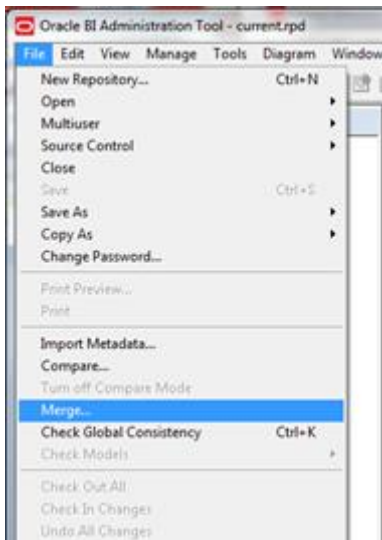 Oracle BI Administration Tool - current.rpd
File Edit View Manage Tools Diagram Window
New Repository... Ctrl+N
Open
Multiuser
Source Control
Close
Save Ctrl+S
Save As
Copy As
Change Password...
Print Preview...
Print
Import Metadata...
Compare...
Turn off Compare Mode
Merge...
Check Global Consistency Ctrl+K
Check Models
Check Out All
Check In Changes
Undo All Changes